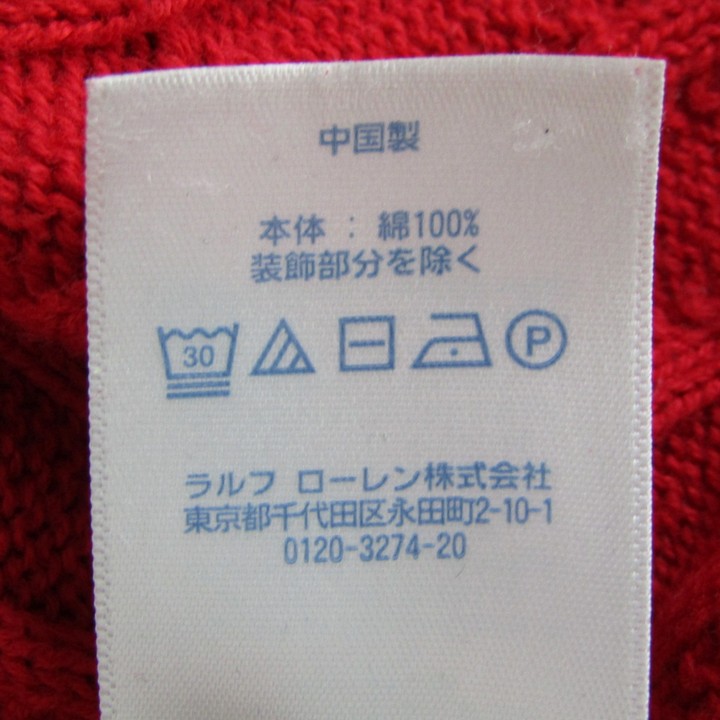 中国製
本体 : 綿100%
装飾部分を除く
30 P
ラルフ ローレン株式会社
東京都千代田区永田町2-10-1
0120-3274-20